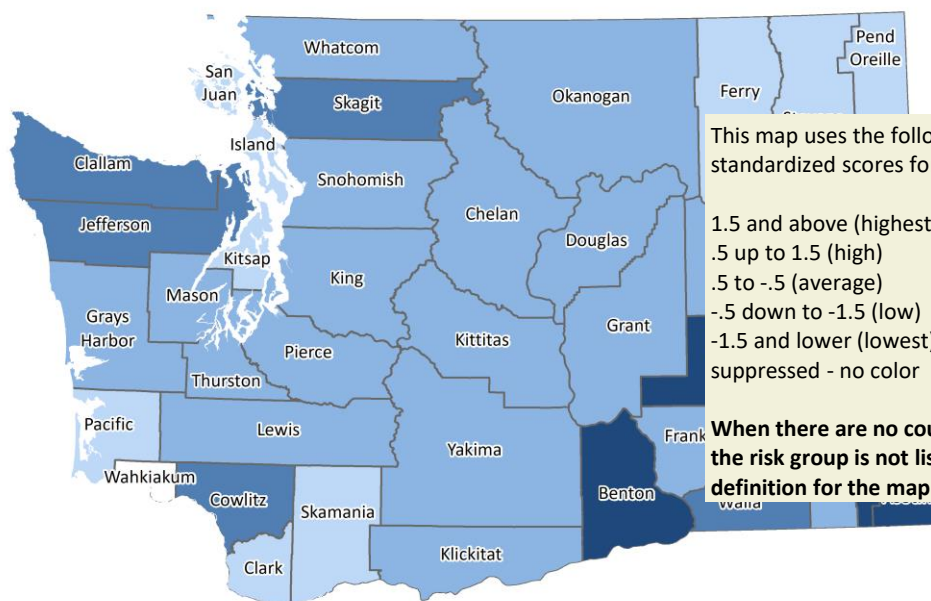 Whatcom
Pend
Oreille
San
Juan
Skagit
Okanogan
Ferry
Island
Clallam
Snohomish
Chelan
Jefferson
Douglas
Kitsap
King
Mason
Grays
Harbor
Grant
Kittitas
Pierce
Thurston
Pacific
Lewis
Yakima
Wahkiakum
Cowlitz
Skamania
Benton
Klickitat
Clark
This map uses the follo
standardized scores fo
1.5 and above (highest
.5 up to 1.5 (high)
.5 to -.5 (average)
-.5 down to -1.5 (low)
-1.5 and lower (lowest)
suppressed - no color
When there are no cou
the risk group is not lis
definition for the map
Frank
Walla